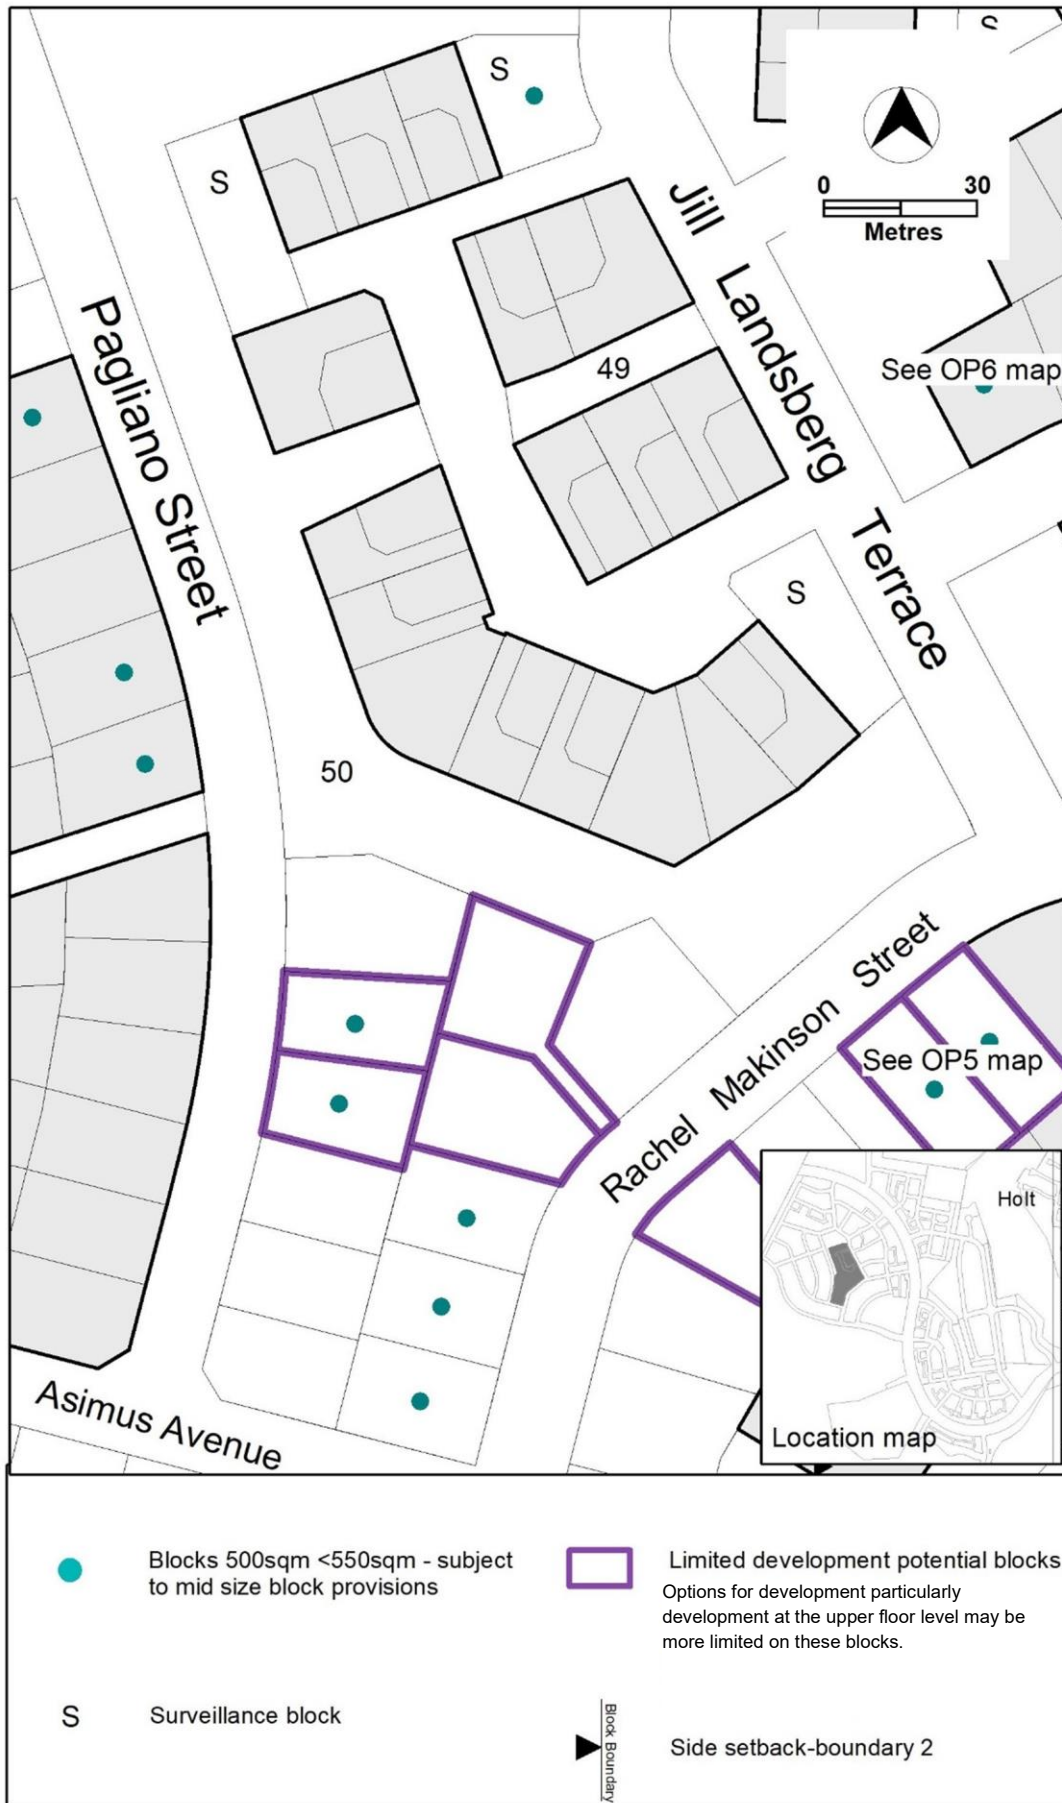 S
S
S
0 30
Metres
Jill Landsberg Terrace
Pagliano Street
49
See OP6 map
S
50
Rachel Makinson Street
See OP5 map
Holt
Location map
Asimus Avenue
Blocks 500sqm <550sqm - subject
to mid size block provisions
Limited development potential blocks
Options for development particularly
development at the upper floor level may be
more limited on these blocks.
S
Surveillance block
Block Boundary
Side setback-boundary 2